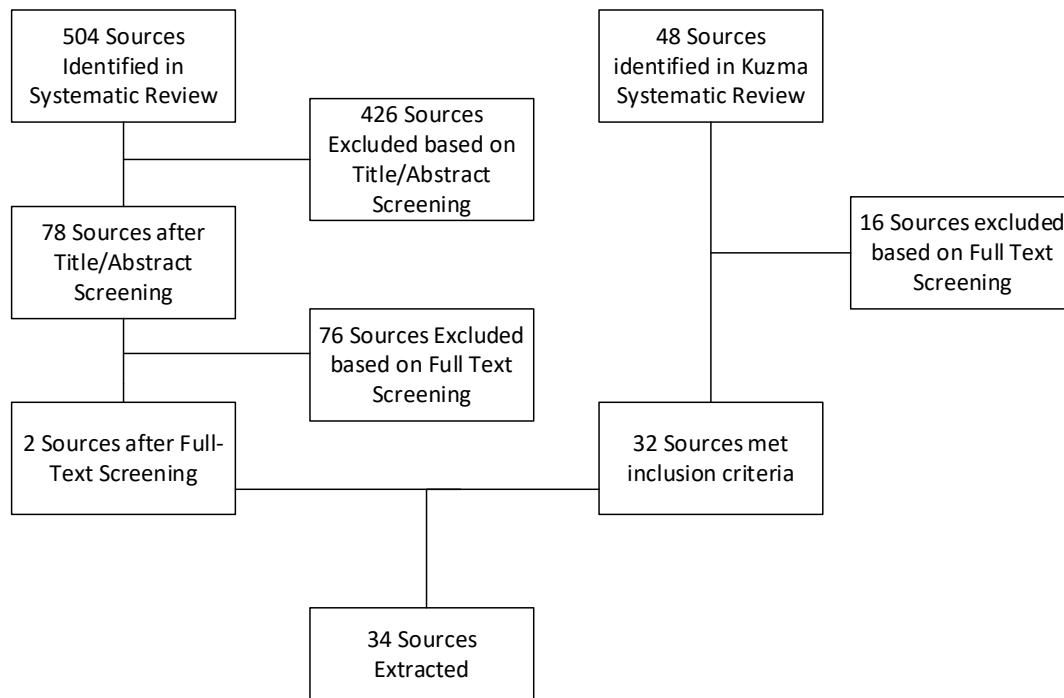 504 Sources
Identified in
Systematic Review
48 Sources
identified in Kuzma
Systematic Review
426 Sources
Excluded based on
Title/Abstract
Screening
78 Sources after
Title/Abstract
Screening
16 Sources excluded
based on Full Text
Screening
76 Sources Excluded
based on Full Text
Screening
2 Sources after Full-
Text Screening
32 Sources met
inclusion criteria
34 Sources
Extracted